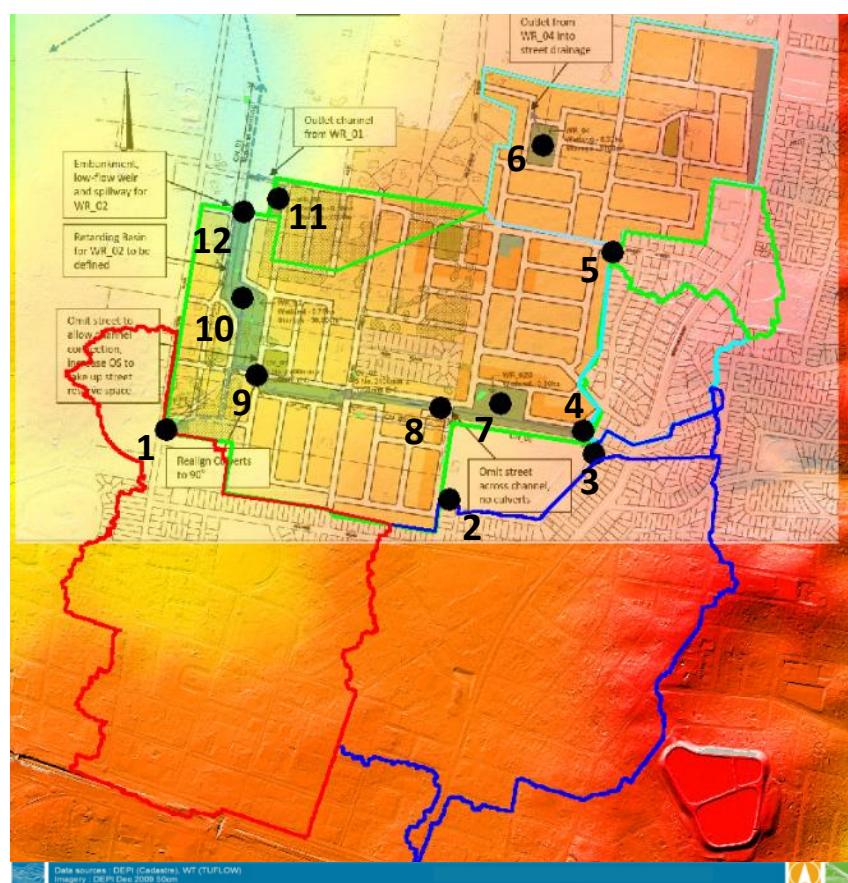 Outlet from
WR_04 into
street drainage
Outlet channel
from WR_01
6
Embankment,
low-flow weir
and spillway for
WR_02
11
12
Retarding Basin
for WR_02 to be
defined
5
10
Omit street to
allow channel
connection,
increase OS to
take up street
reserve space
9
8
7
4
1
Realign Culverts
to 90°
3
Omit street
across channel,
no culverts
2
Data sources : DEPI (Cadastre), WT (TUFLOW)
Imagery : DEPI Dec 2009 50cm